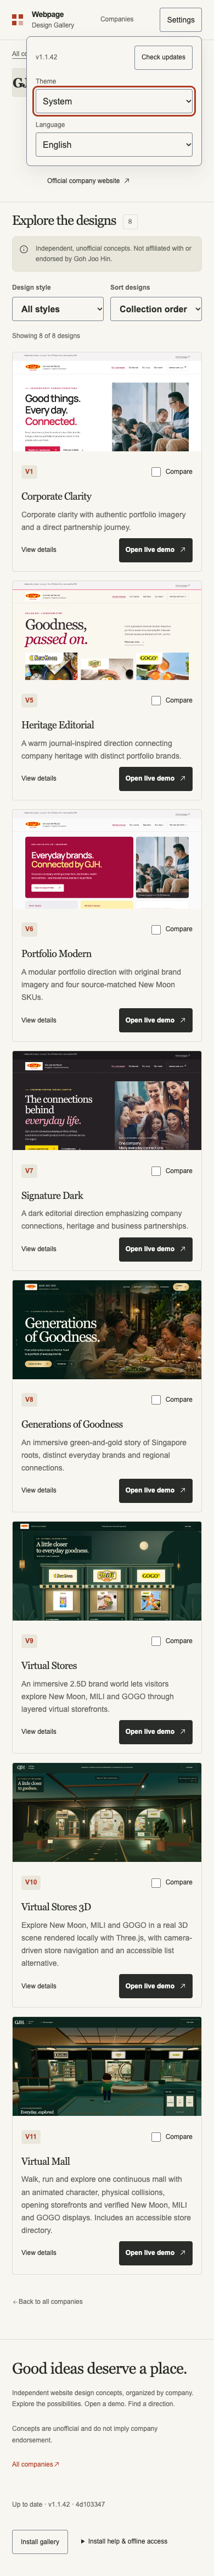 Webpage
Design Gallery
Companies
Settings
v1.1.42
Check updates
Theme
System
Language
English
Official company website ↗
Explore the designs 8
Independent, unofficial concepts. Not affiliated with or
endorsed by Goh Joo Hin.
Design style
Sort designs
All styles
Collection order
Showing 8 of 8 designs
Good things.
Every day.
Connected.
V1
Compare
Corporate Clarity
Corporate clarity with authentic portfolio imagery
and a direct partnership journey.
View details
Open live demo ↗
Goodness,
passed on.
V5
Compare
Heritage Editorial
A warm journal-inspired direction connecting
company heritage with distinct portfolio brands.
View details
Open live demo ↗
Everyday brands.
Connected by GJH.
V6
Compare
Portfolio Modern
A modular portfolio direction with original brand
imagery and four source-matched New Moon
SKUs.
View details
Open live demo ↗
The connections
behind
everyday life.
V7
Compare
Signature Dark
A dark editorial direction emphasizing company
connections, heritage and business partnerships.
View details
Open live demo ↗
Generations
of Goodness.
V8
Compare
Generations of Goodness
An immersive green-and-gold story of Singapore
roots, distinctive everyday brands and regional
connections.
View details
Open live demo ↗
A little closer
to everyday goodness.
V9
Compare
Virtual Stores
An immersive 2.5D brand world lets visitors
explore New Moon, MILI and GOGO through
layered virtual storefronts.
View details
Open live demo ↗
A little closer
to goodness.
V10
Compare
Virtual Stores 3D
Explore New Moon, MILI and GOGO in a real 3D
scene rendered locally with Three.js, with camera-
driven store navigation and an accessible list
alternative.
View details
Open live demo ↗
Everyday, explored.
V11
Compare
Virtual Mall
Walk, run and explore one continuous mall with
an animated character, physical collisions,
opening storefronts and verified New Moon, MILI
and GOGO displays. Includes an accessible store
directory.
View details
Open live demo ↗
← Back to all companies
Good ideas deserve a place.
Independent website design concepts, organized by company.
Explore the possibilities. Open a demo. Find a direction.
Concepts are unofficial and do not imply company
endorsement.
All companies ↗
Up to date · v1.1.42 · 4d103347
Install gallery
Install help & offline access